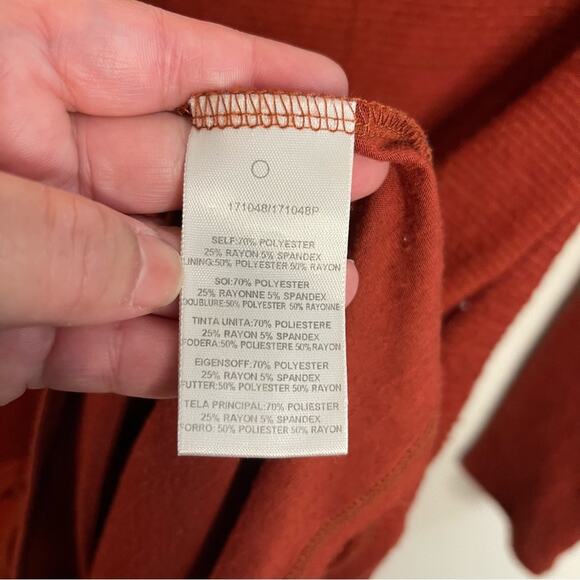 171048/171048P
SELF:70% POLYESTER
25% RAYON 5% SPANDEX
LINING:50% POLYESTER 50% RAYON
SOI:70% POLYESTER
25% RAYONNE 5% SPANDEX
DOUBLURE:50% POLYESTER 50% RAYONNE
TINTA UNITA:70% POLIESTERE
25% RAYON 5% SPANDEX
FODERA: 50% POLIESTERE 50% RAYON
EIGENSOFF:70% POLYESTER
25% RAYON 5% SPANDEX
FUTTER: 50% POLYESTER 50% RAYON
TELA PRINCIPAL:70% POLIESTER
25% RAYON 5% SPANDEX
FORRO: 50% POLIESTER 50% RAYON